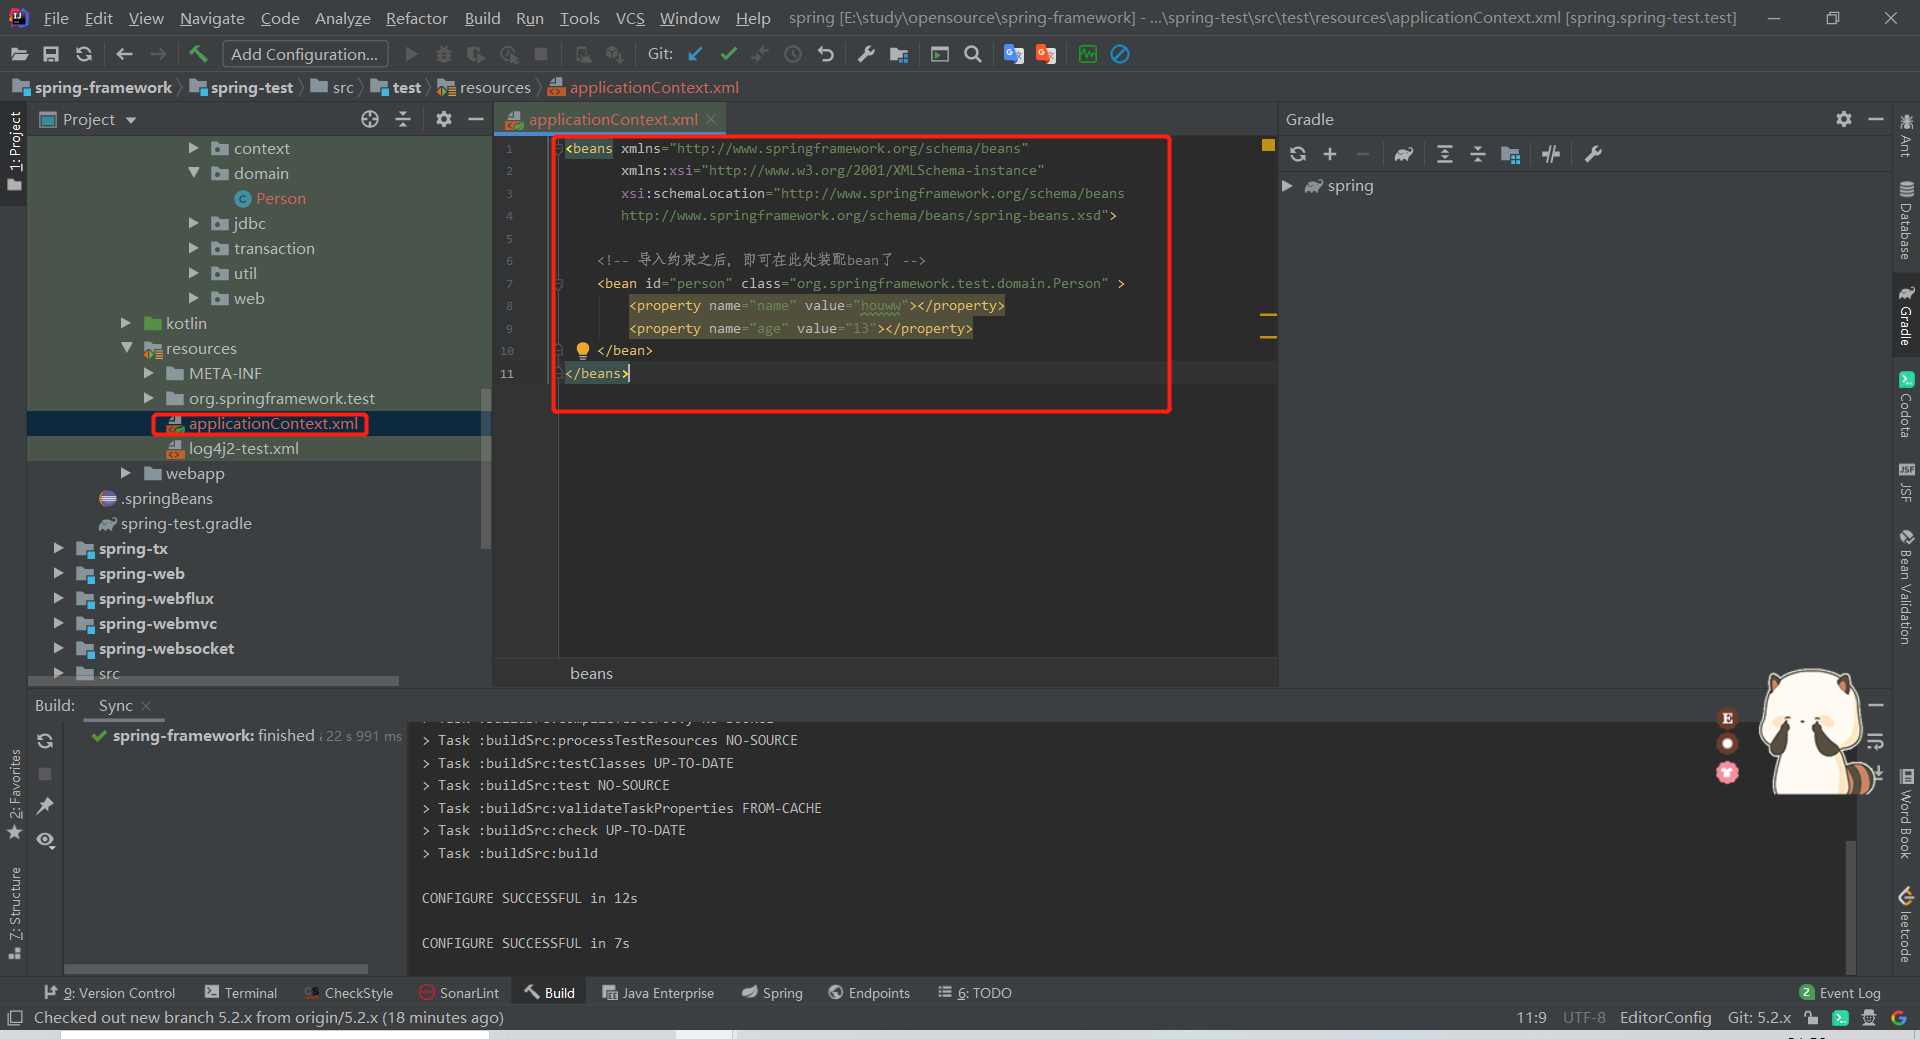 File Edit View Navigate Code Analyze Refactor Build Run Tools VCS Window Help spring [E:\study\opensource\spring-framework] - ...\spring-test\src\test\resources\applicationContext.xml [spring.spring-test.test]
Add Configuration... Git:
spring-framework spring-test src test resources applicationContext.xml
1: Project
Project
context
domain
Person
jdbc
transaction
util
web
kotlin
resources
META-INF
org.springframework.test
applicationContext.xml
log4j2-test.xml
webapp
.springBeans
spring-test.gradle
spring-tx
spring-web
spring-webflux
spring-webmvc
spring-websocket
src
applicationContext.xml
1 <beans xmlns="http://www.springframework.org/schema/beans"
2 xmlns:xsi="http://www.w3.org/2001/XMLSchema-instance"
3 xsi:schemaLocation="http://www.springframework.org/schema/beans
4 http://www.springframework.org/schema/beans/spring-beans.xsd">
5
6 <!-- 导入约束之后，即可在此处装配bean了 -->
7 <bean id="person" class="org.springframework.test.domain.Person" >
8 <property name="name" value="houww"></property>
9 <property name="age" value="13"></property>
10 </bean>
11 </beans>
beans
Gradle
spring
Ant
Database
Gradle
Codota
JSF
JSF
Bean Validation
Word Book
leetcode
Build: Sync
spring-framework: finished 22 s 991 ms
> Task :buildSrc:processTestResources NO-SOURCE
> Task :buildSrc:testClasses UP-TO-DATE
> Task :buildSrc:test NO-SOURCE
> Task :buildSrc:validateTaskProperties FROM-CACHE
> Task :buildSrc:check UP-TO-DATE
> Task :buildSrc:build
CONFIGURE SUCCESSFUL in 12s
CONFIGURE SUCCESSFUL in 7s
E
2: Favorites
7: Structure
9: Version Control Terminal CheckStyle SonarLint Build Java Enterprise Spring Endpoints 6: TODO 2 Event Log
Checked out new branch 5.2.x from origin/5.2.x (18 minutes ago) 11:9 UTF-8 EditorConfig Git: 5.2.x